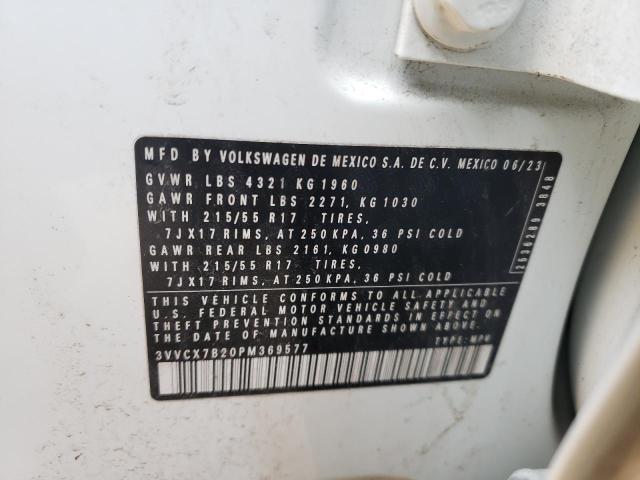 MFD BY VOLKSWAGEN DE MEXICO S.A. DE C.V. MEXICO 06/23
GVWR LBS 4321 KG 1960
GAWR FRONT LBS 2271, KG 1030
WITH 215/55 R17 TIRES,
7JX17 RIMS, AT 250 KPA, 36 PSI COLD
GAWR REAR LBS 2161, KG 0980
WITH 215/55 R17 TIRES,
7JX17 RIMS, AT 250 KPA, 36 PSI COLD
THIS VEHICLE CONFORMS TO ALL APPLICABLE
U.S. FEDERAL MOTOR VEHICLE SAFETY AND
THEFT PREVENTION STANDARDS IN EFFECT ON
THE DATE OF MANUFACTURE SHOWN ABOVE.
3VVCX7B20PM369577 TYPE: MPV
2536289 3848